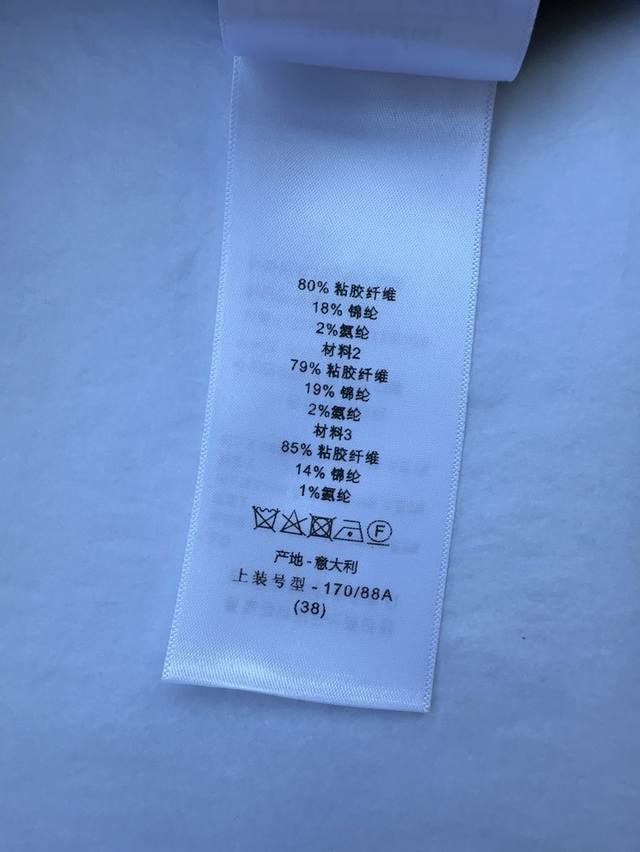 80% 粘胶纤维
18% 锦纶
2%氨纶
材料2
79% 粘胶纤维
19% 锦纶
2%氨纶
材料3
85% 粘胶纤维
14% 锦纶
1%氨纶
F
产地-意大利
上装号型 - 170/88A
(38)